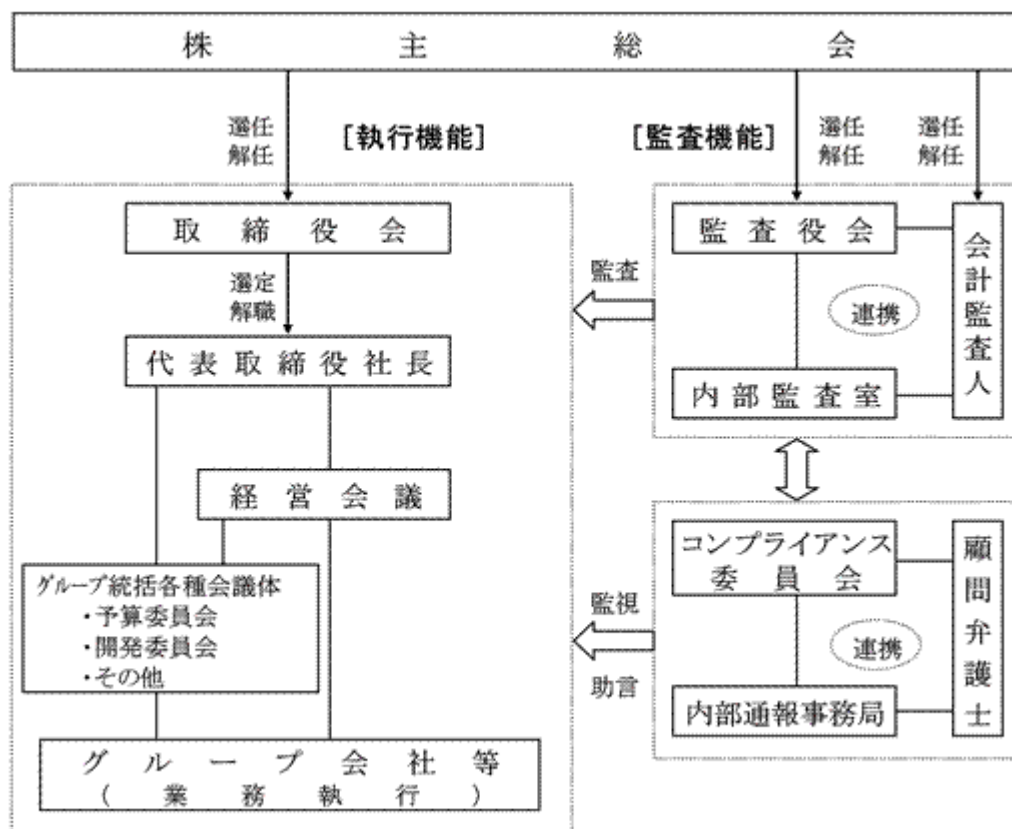 株主総会
選任
解任
[執行機能]
[監査機能]
選任
解任
選任
解任
取締役会
選定
解職
代表取締役社長
経営会議
グループ統括各種会議体
・予算委員会
・開発委員会
・その他
グループ会社等
(業務執行)
監査
監査役会
連携
内部監査室
会計監査人
監視
助言
コンプライアンス
委員会
連携
内部通報事務局
顧問弁護士